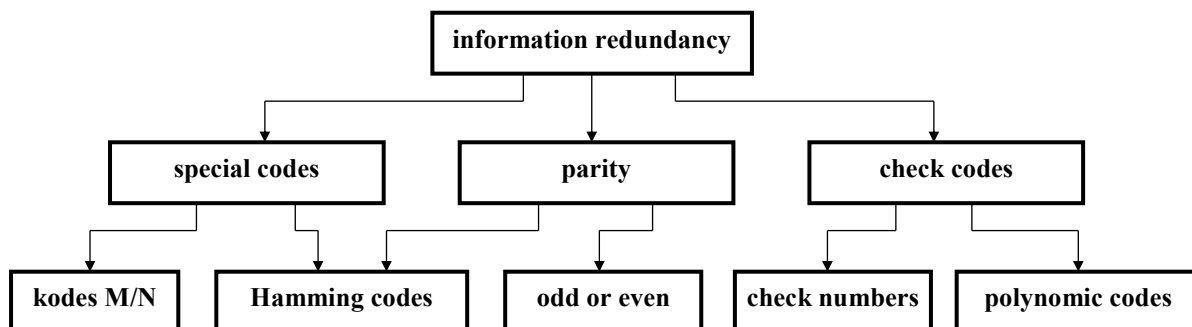 information redundancy
special codes
parity
check codes
kodes M/N
Hamming codes
odd or even
check numbers
polynomic codes